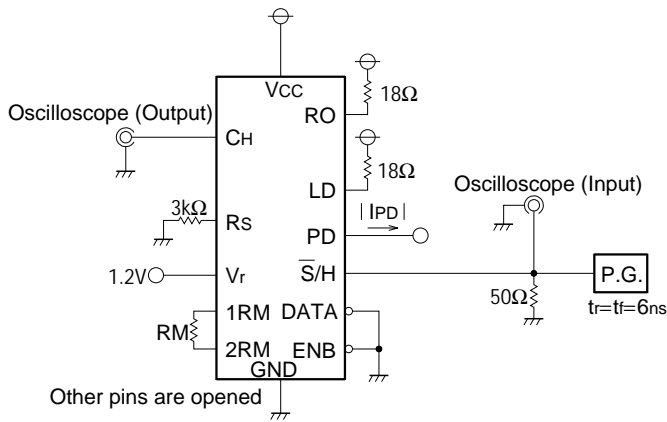 VCC
Oscilloscope (Output)
CH
RO
18Ω
LD
18Ω
Oscilloscope (Input)
3kΩ
RS
|IPD|
PD
1.2V
Vr
S̅/H
P.G.
50Ω
tr=tf=6ns
1RM
DATA
RM
2RM
ENB
GND
Other pins are opened